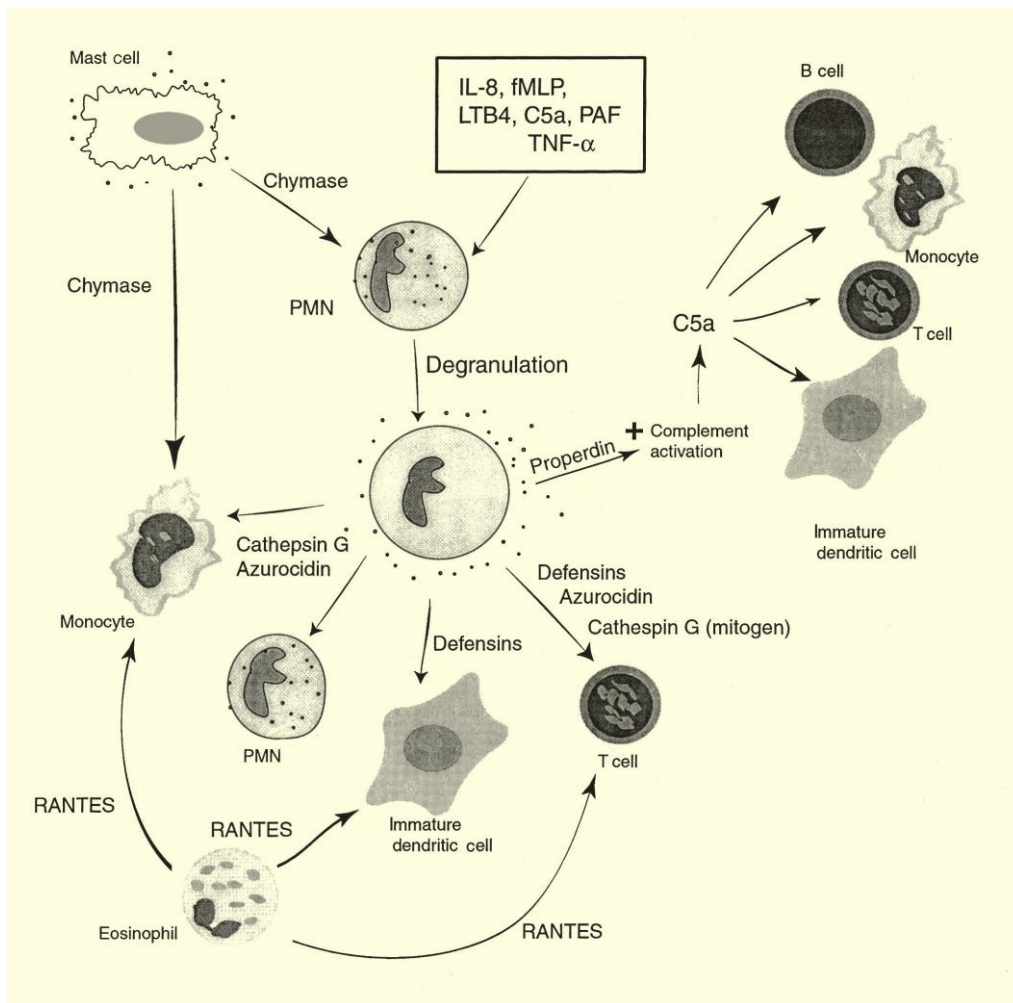 Mast cell
IL-8, fMLP,
LTB4, C5a, PAF
TNF-α
B cell
Chymase
Monocyte
Chymase
PMN
T cell
C5a
Degranulation
Properdin
+ Complement
activation
Immature
dendritic cell
Cathepsin G
Azurocidin
Defensins
Azurocidin
Cathespin G (mitogen)
Monocyte
Defensins
PMN
T cell
RANTES
RANTES
Immature
dendritic cell
Eosinophil
RANTES